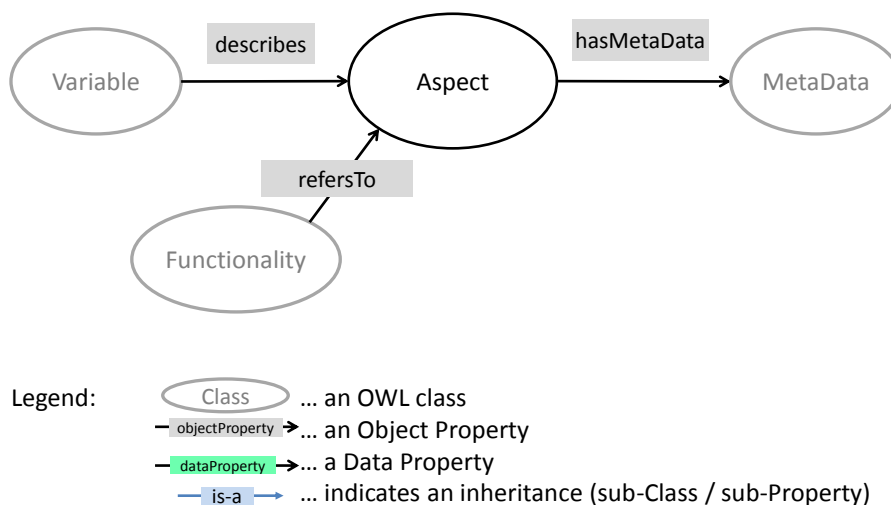 describes
hasMetaData
Variable
Aspect
MetaData
refersTo
Functionality
Legend:
Class
... an OWL class
objectProperty
... an Object Property
dataProperty
... a Data Property
is-a
... indicates an inheritance (sub-Class / sub-Property)